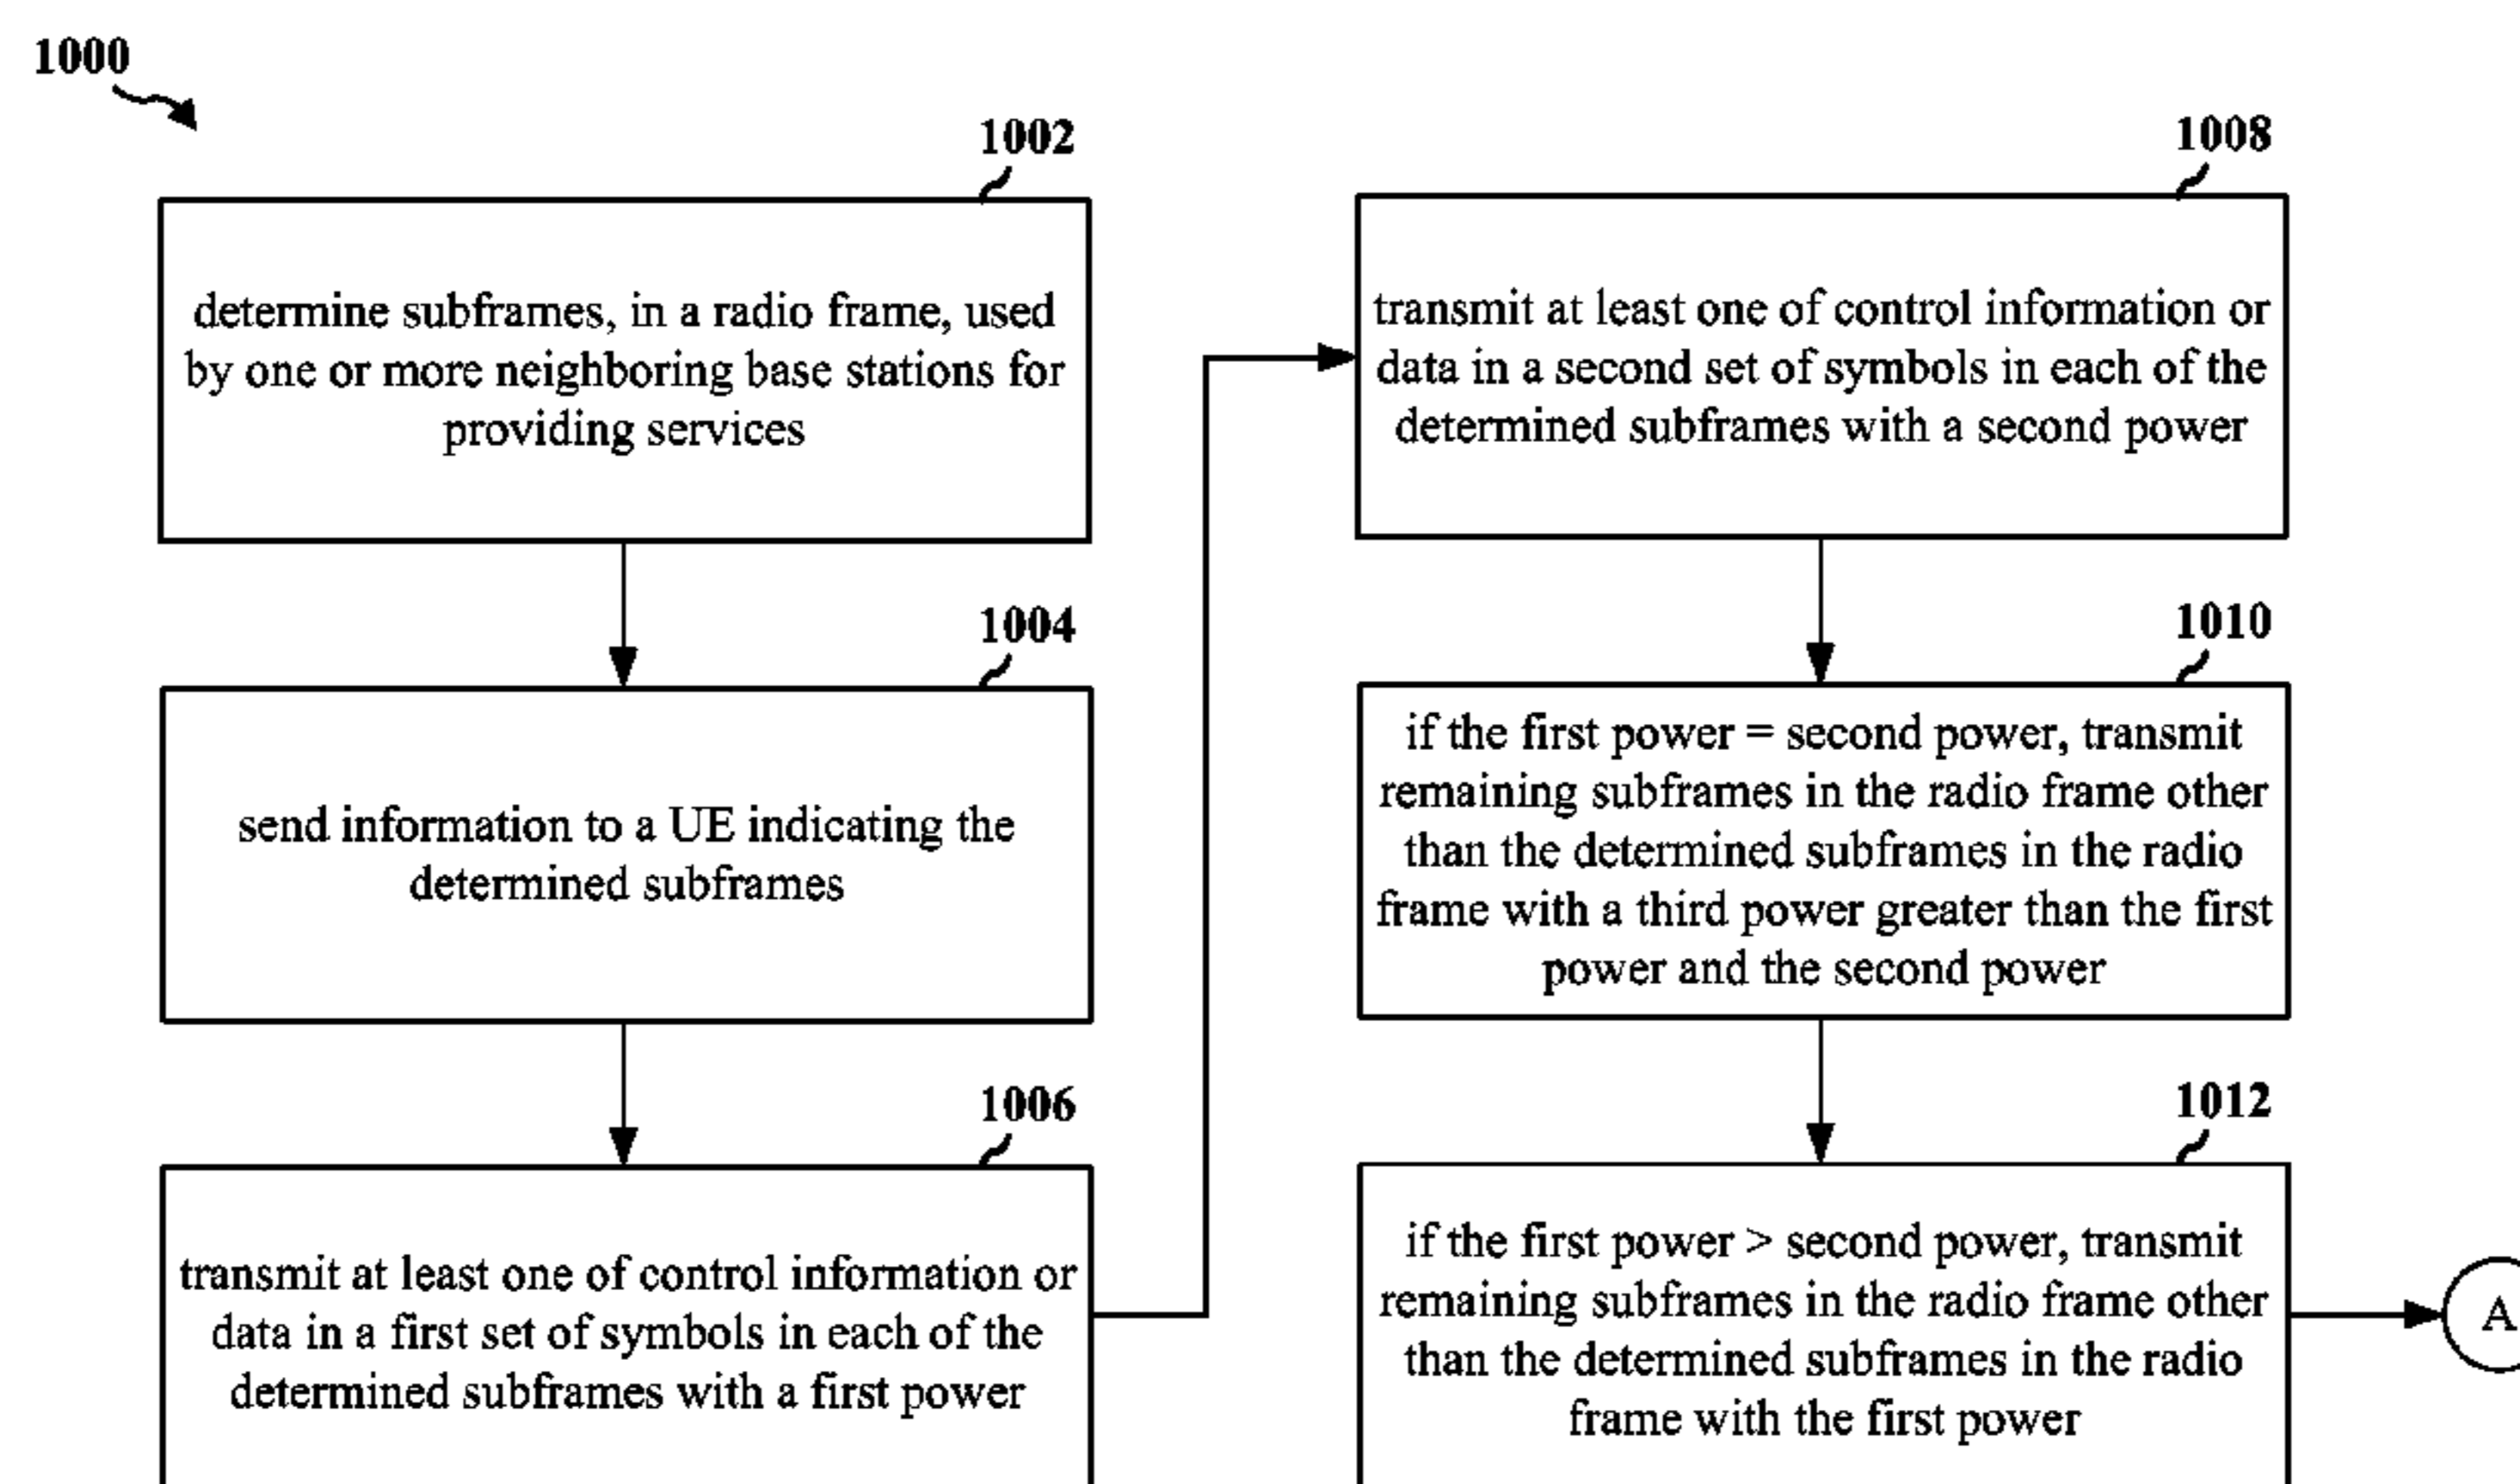 1000
1002
determine subframes, in a radio frame, used
by one or more neighboring base stations for
providing services
1004
send information to a UE indicating the
determined subframes
1006
transmit at least one of control information or
data in a first set of symbols in each of the
determined subframes with a first power
1008
transmit at least one of control information or
data in a second set of symbols in each of the
determined subframes with a second power
1010
if the first power = second power, transmit
remaining subframes in the radio frame other
than the determined subframes in the radio
frame with a third power greater than the first
power and the second power
1012
if the first power > second power, transmit
remaining subframes in the radio frame other
than the determined subframes in the radio
frame with the first power
A